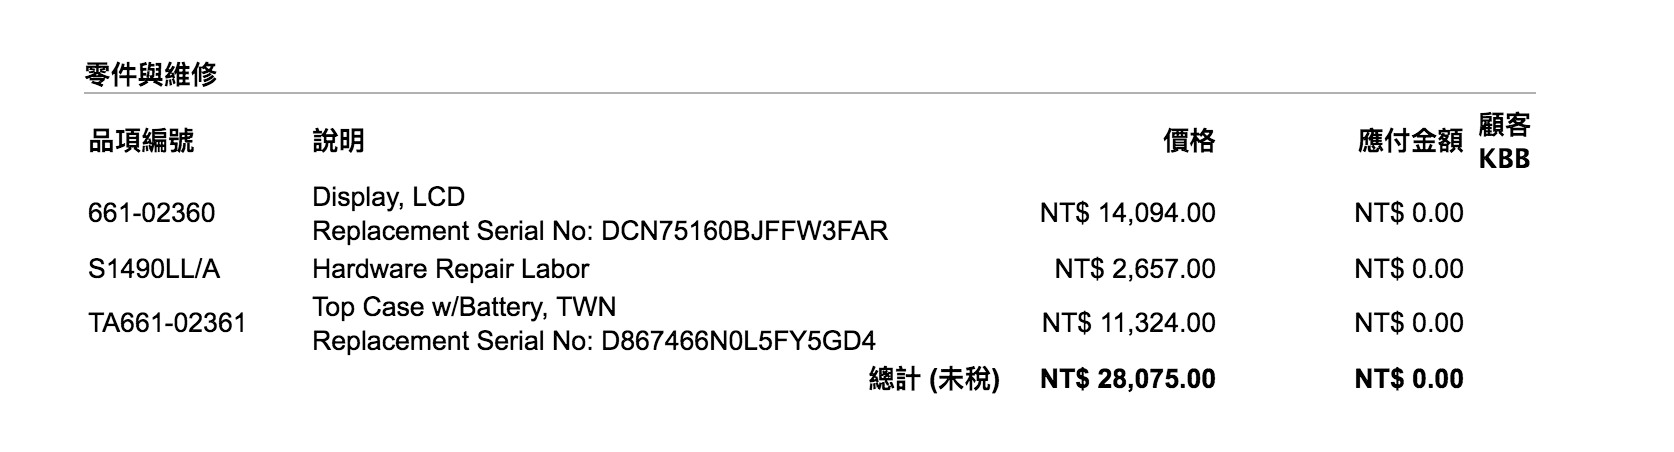 零件與維修
品項編號 說明 價格 應付金額 顧客 KBB
661-02360 Display, LCD NT$ 14,094.00 NT$ 0.00
Replacement Serial No: DCN75160BJFFW3FAR
S1490LL/A Hardware Repair Labor NT$ 2,657.00 NT$ 0.00
TA661-02361 Top Case w/Battery, TWN NT$ 11,324.00 NT$ 0.00
Replacement Serial No: D867466N0L5FY5GD4
總計 (未稅) NT$ 28,075.00 NT$ 0.00